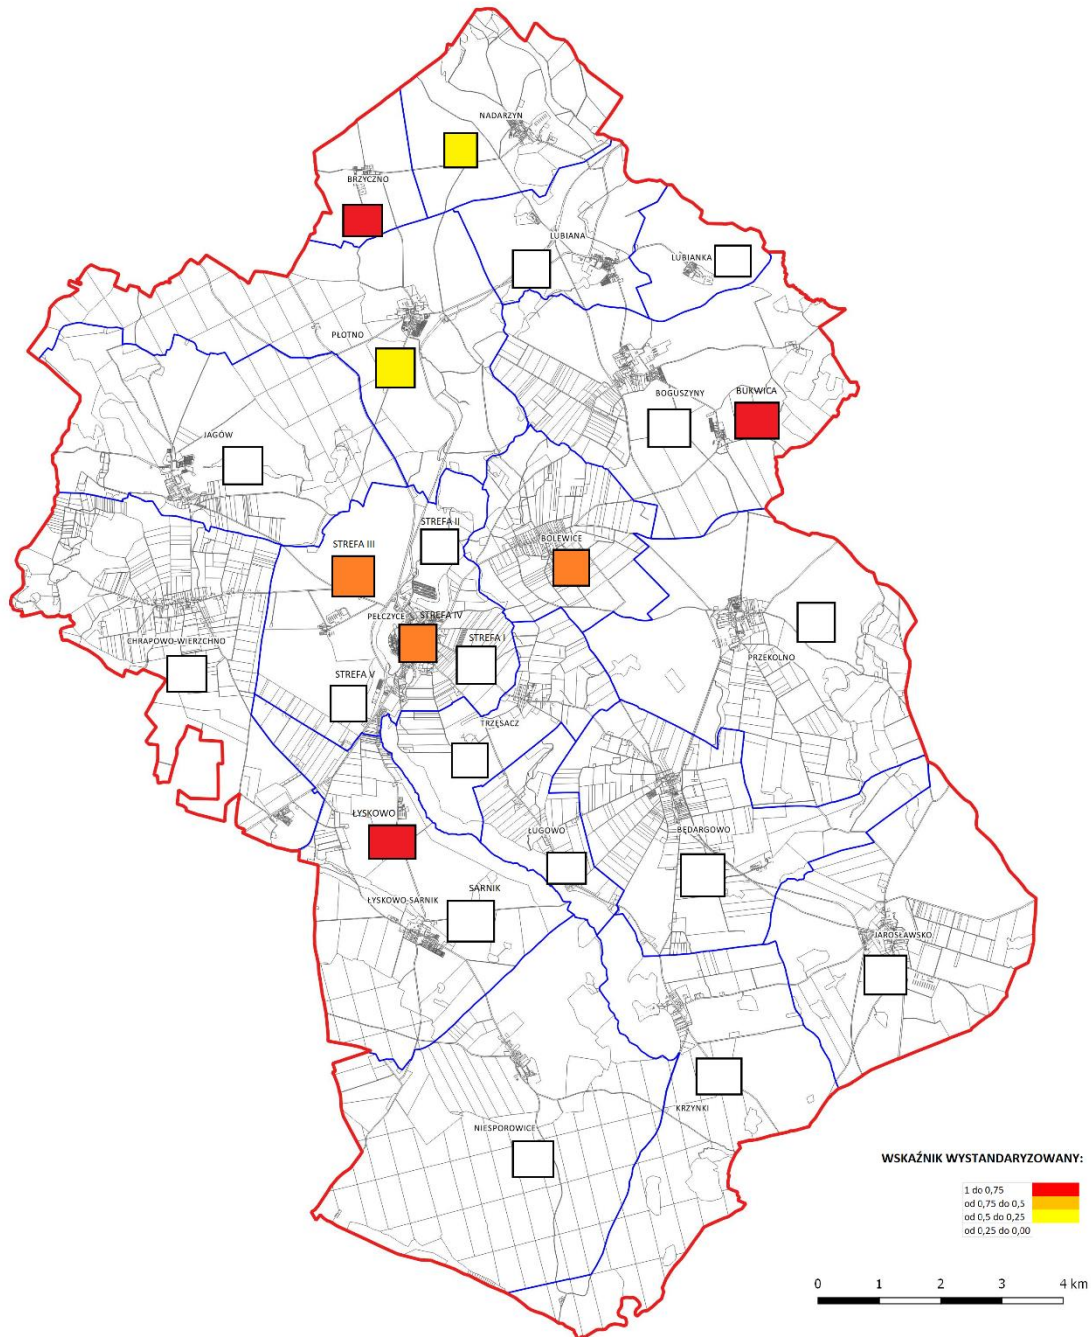 NADARZYN
BRZYCZNO
LUBIANA
LUBIANKA
PŁOTNO
BOGUSZYNY
BUKWICA
JAGÓW
STREFA II
STREFA III
BOLEWICE
PEŁCZYCE
STREFA IV
STREFA I
CHRAPOWO-WIERZCHNO
PRZEKOLNO
STREFA V
TRZĘSACZ
ŁYSKOWO
ŁUGOWO
BĘDARGOWO
SARNIK
ŁYSKOWO-SARNIK
JAROSŁAWSKO
KRZYNKI
NIESPOROWICE
WSKAŹNIK WYSTANDARYZOWANY:
1 do 0,75
od 0,75 do 0,5
od 0,5 do 0,25
od 0,25 do 0,00
0 1 2 3 4 km